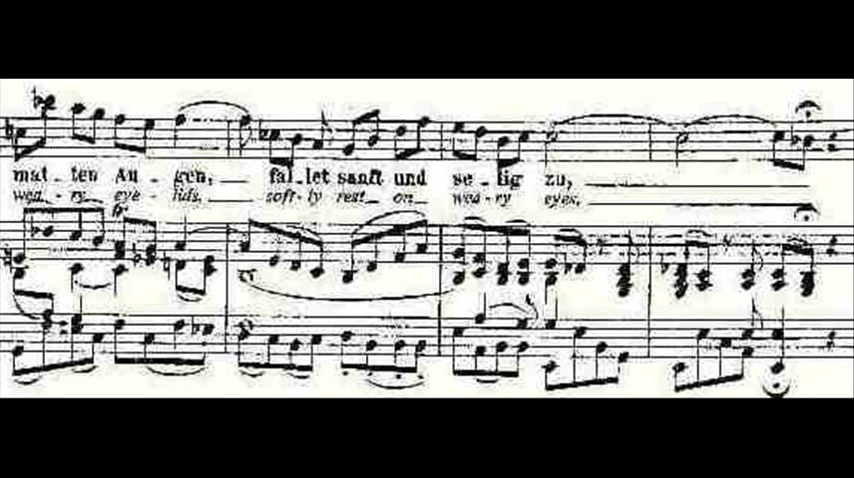 mat - ten Au - gen, fal - let sanft und se - lig zu,
wea - ry eye - lids, soft - ly rest on wea - ry eyes,